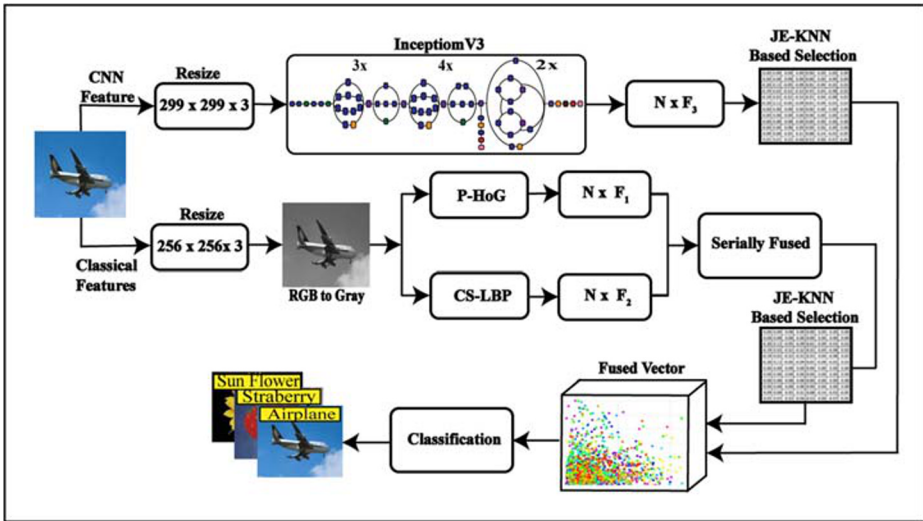 InceptiomV3
3x
4x
2x
CNN
Feature
Resize
299 x 299 x 3
N x F3
JE-KNN
Based Selection
Classical
Features
Resize
256 x 256x 3
RGB to Gray
P-HoG
N x F1
CS-LBP
N x F2
Serially Fused
JE-KNN
Based Selection
Fused Vector
Classification
Sun Flower
Straberry
Airplane